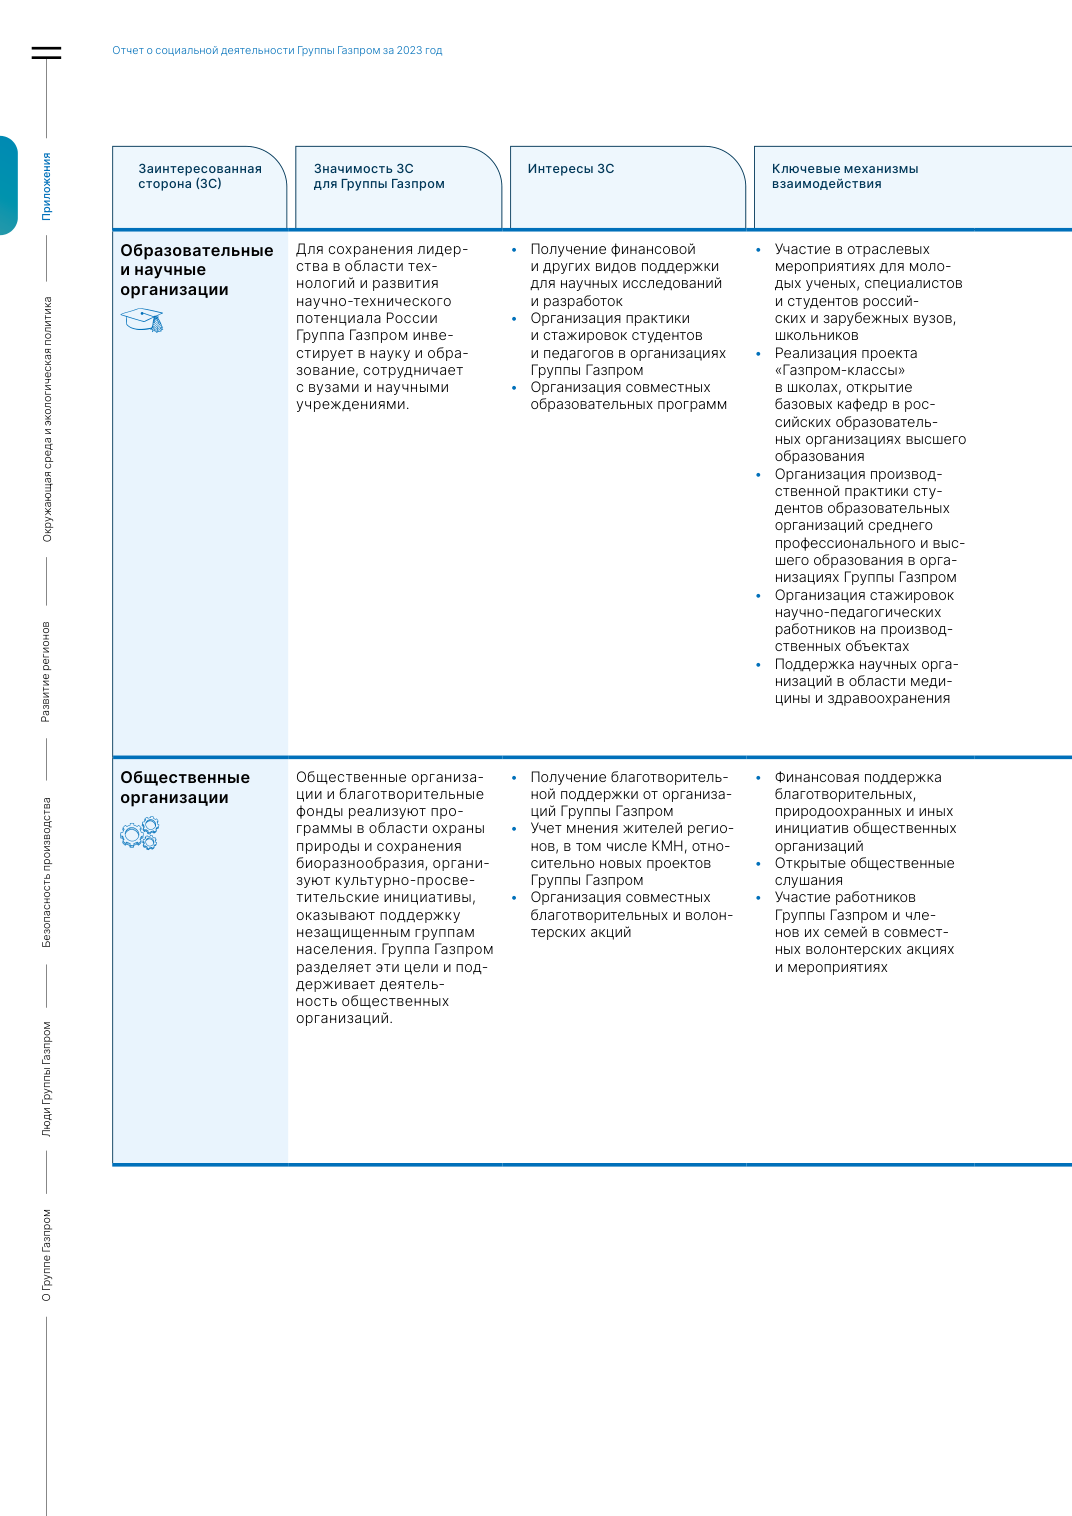 Отчет о социальной деятельности Группы Газпром за 2023 год
Приложения
Окружающая среда и экологическая политика
Развитие регионов
Безопасность производства
Люди Группы Газпром
О Группе Газпром
Заинтересованная
сторона (ЗС)
Значимость ЗС
для Группы Газпром
Интересы ЗС
Ключевые механизмы
взаимодействия
Образовательные
и научные
организации
Для сохранения лидер-
ства в области тех-
нологий и развития
научно-технического
потенциала России
Группа Газпром инве-
стирует в науку и обра-
зование, сотрудничает
с вузами и научными
учреждениями.
• Получение финансовой
и других видов поддержки
для научных исследований
и разработок
• Организация практики
и стажировок студентов
и педагогов в организациях
Группы Газпром
• Организация совместных
образовательных программ
• Участие в отраслевых
мероприятиях для моло-
дых ученых, специалистов
и студентов россий-
ских и зарубежных вузов,
школьников
• Реализация проекта
«Газпром-классы»
в школах, открытие
базовых кафедр в рос-
сийских образователь-
ных организациях высшего
образования
• Организация производ-
ственной практики сту-
дентов образовательных
организаций среднего
профессионального и выс-
шего образования в орга-
низациях Группы Газпром
• Организация стажировок
научно-педагогических
работников на производ-
ственных объектах
• Поддержка научных орга-
низаций в области меди-
цины и здравоохранения
Общественные
организации
Общественные организа-
ции и благотворительные
фонды реализуют про-
граммы в области охраны
природы и сохранения
биоразнообразия, органи-
зуют культурно-просве-
тительские инициативы,
оказывают поддержку
незащищенным группам
населения. Группа Газпром
разделяет эти цели и под-
держивает деятель-
ность общественных
организаций.
• Получение благотворитель-
ной поддержки от организа-
ций Группы Газпром
• Учет мнения жителей регио-
нов, в том числе КМН, отно-
сительно новых проектов
Группы Газпром
• Организация совместных
благотворительных и волон-
терских акций
• Финансовая поддержка
благотворительных,
природоохранных и иных
инициатив общественных
организаций
• Открытые общественные
слушания
• Участие работников
Группы Газпром и чле-
нов их семей в совмест-
ных волонтерских акциях
и мероприятиях